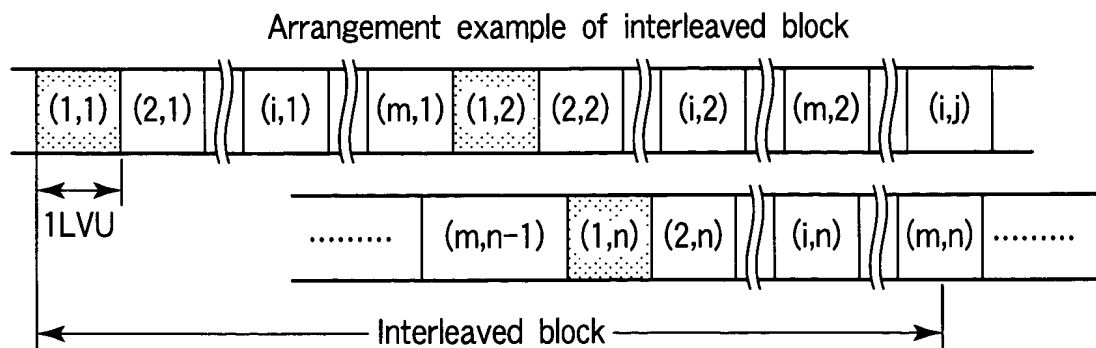 Arrangement example of interleaved block
(1,1) (2,1) (i,1) (m,1) (1,2) (2,2) (i,2) (m,2) (i,j)
1LVU
......... (m,n-1) (1,n) (2,n) (i,n) (m,n) .........
Interleaved block